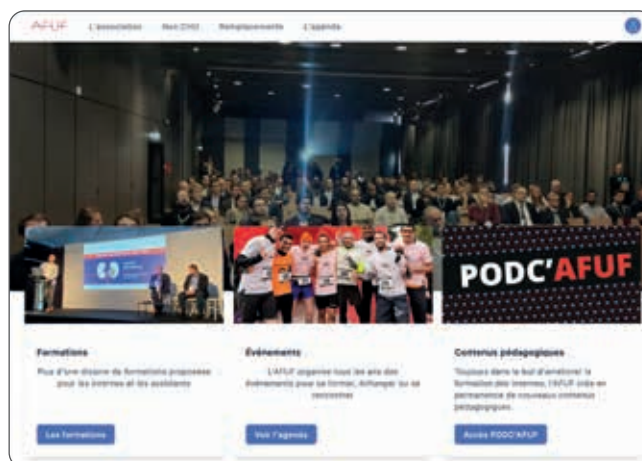 AFUF L'association Mon CHU Remplacements L'agenda
PODC'AFUF
Formations
Plus d'une dizaine de formations proposées
pour les internes et les assistants
Les formations
Événements
L'AFUF organise tous les ans des
événements pour se former, échanger ou se
rencontrer
Voir l'agenda
Contenus pédagogiques
Toujours dans le but d'améliorer la
formation des internes, l'AFUF crée en
permanence de nouveaux contenus
pédagogiques.
Accès PODC'AFUF